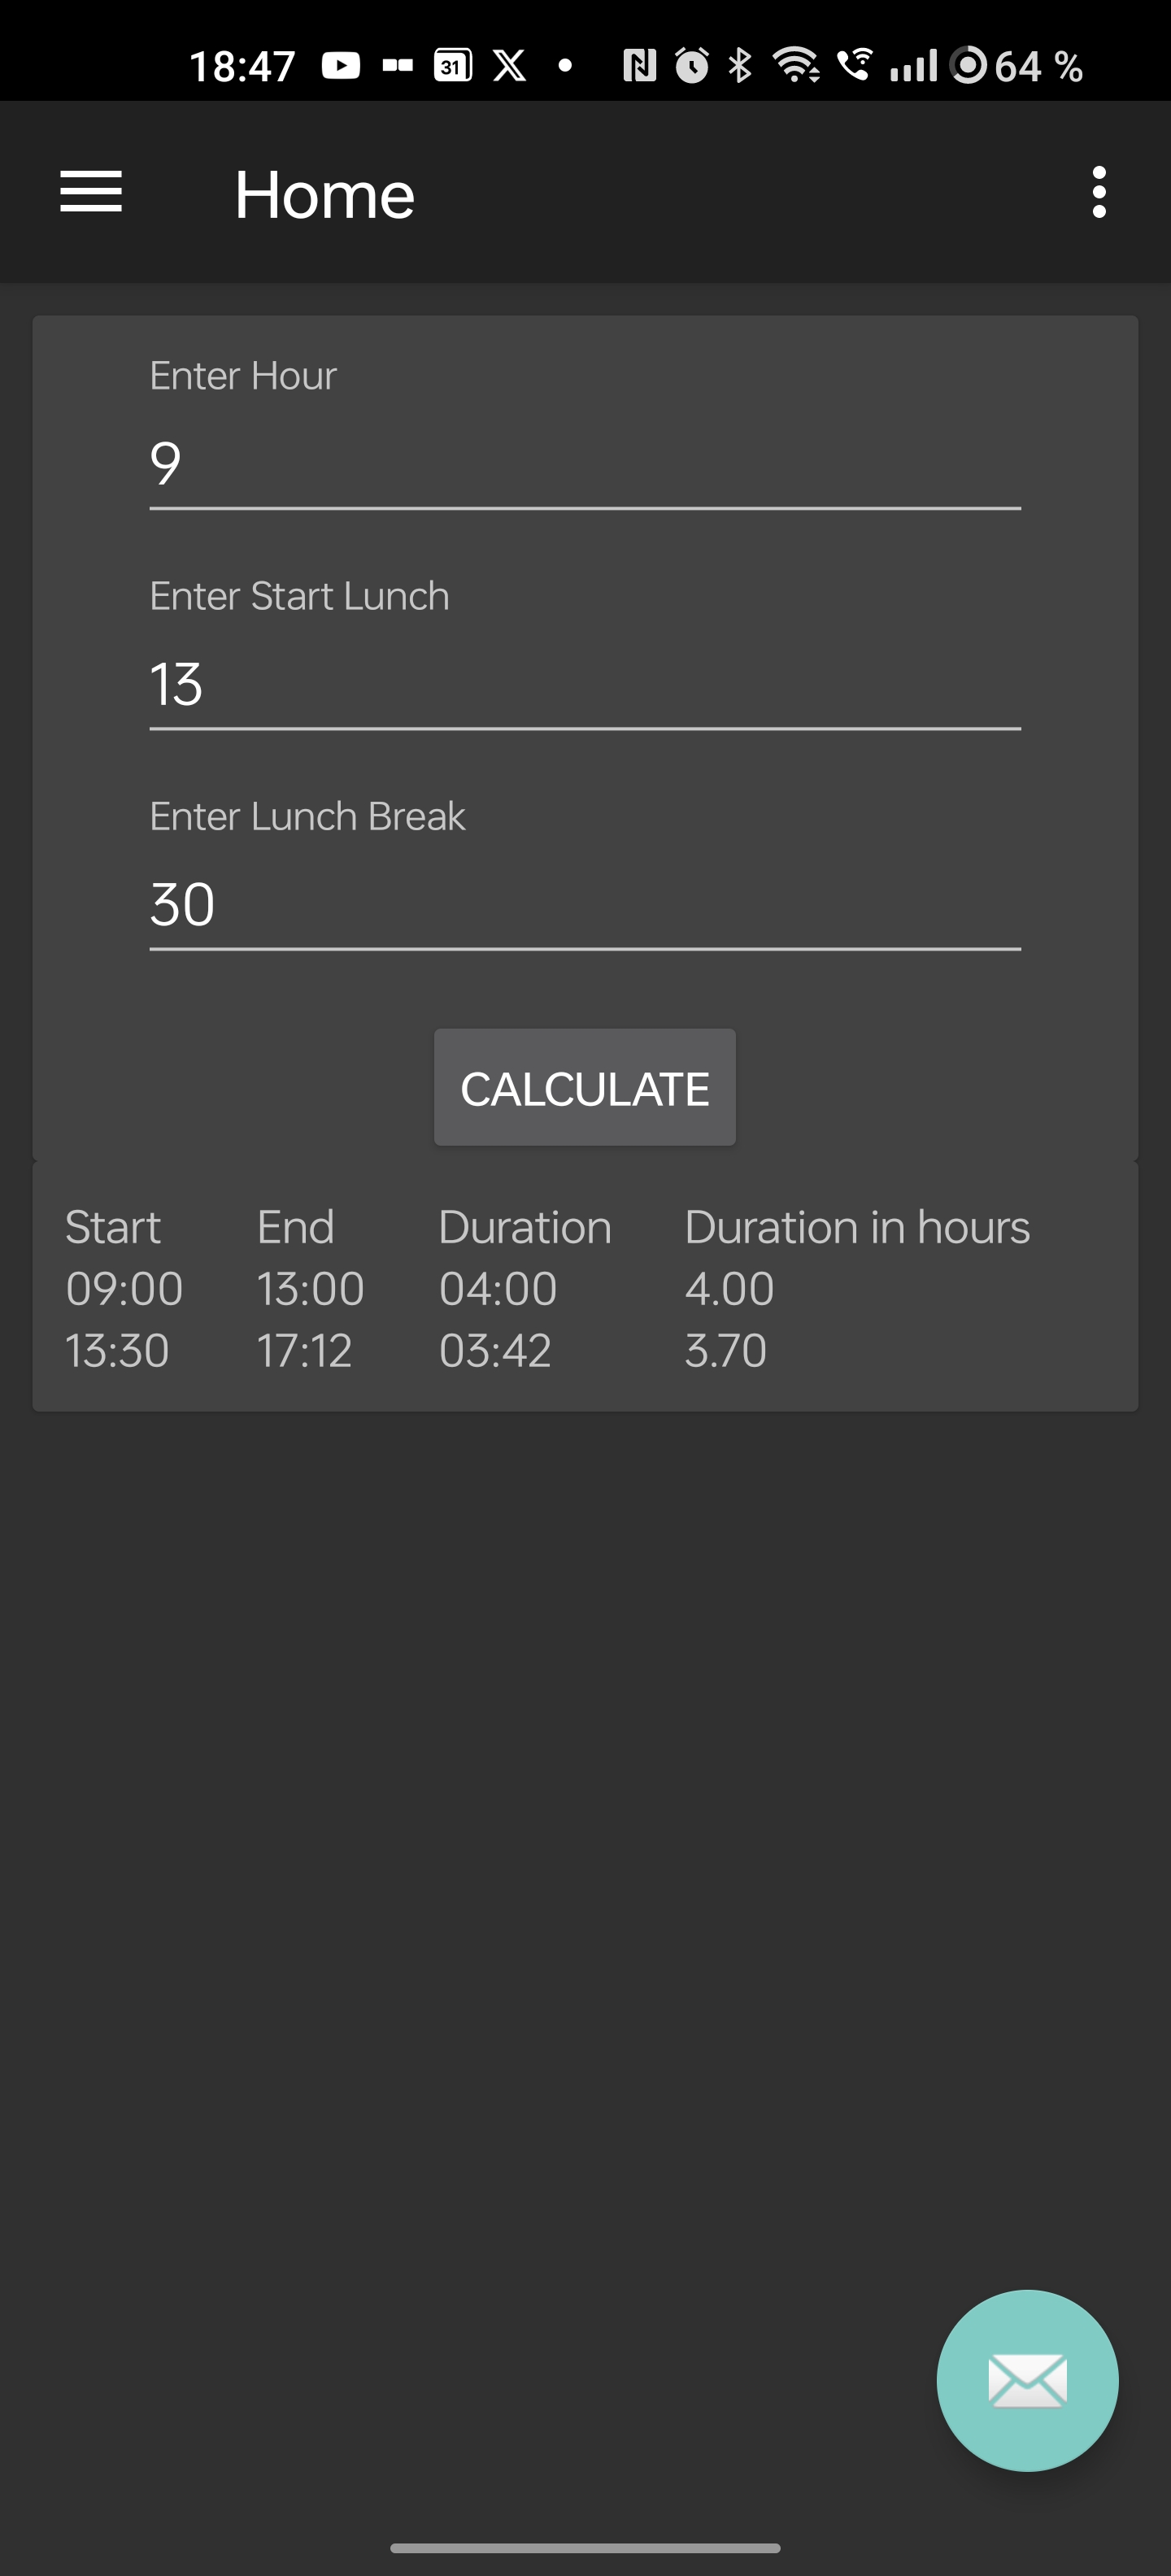 18:47 31 64 %
Home
Enter Hour
9
Enter Start Lunch
13
Enter Lunch Break
30
CALCULATE
Start End Duration Duration in hours
09:00 13:00 04:00 4.00
13:30 17:12 03:42 3.70